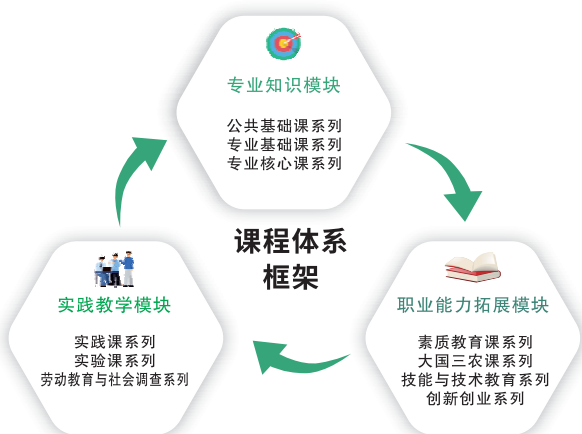 专业知识模块
公共基础课系列
专业基础课系列
专业核心课系列
课程体系
框架
实践教学模块
实践课系列
实验课系列
劳动教育与社会调查系列
职业能力拓展模块
素质教育课系列
大国三农课系列
技能与技术教育系列
创新创业系列